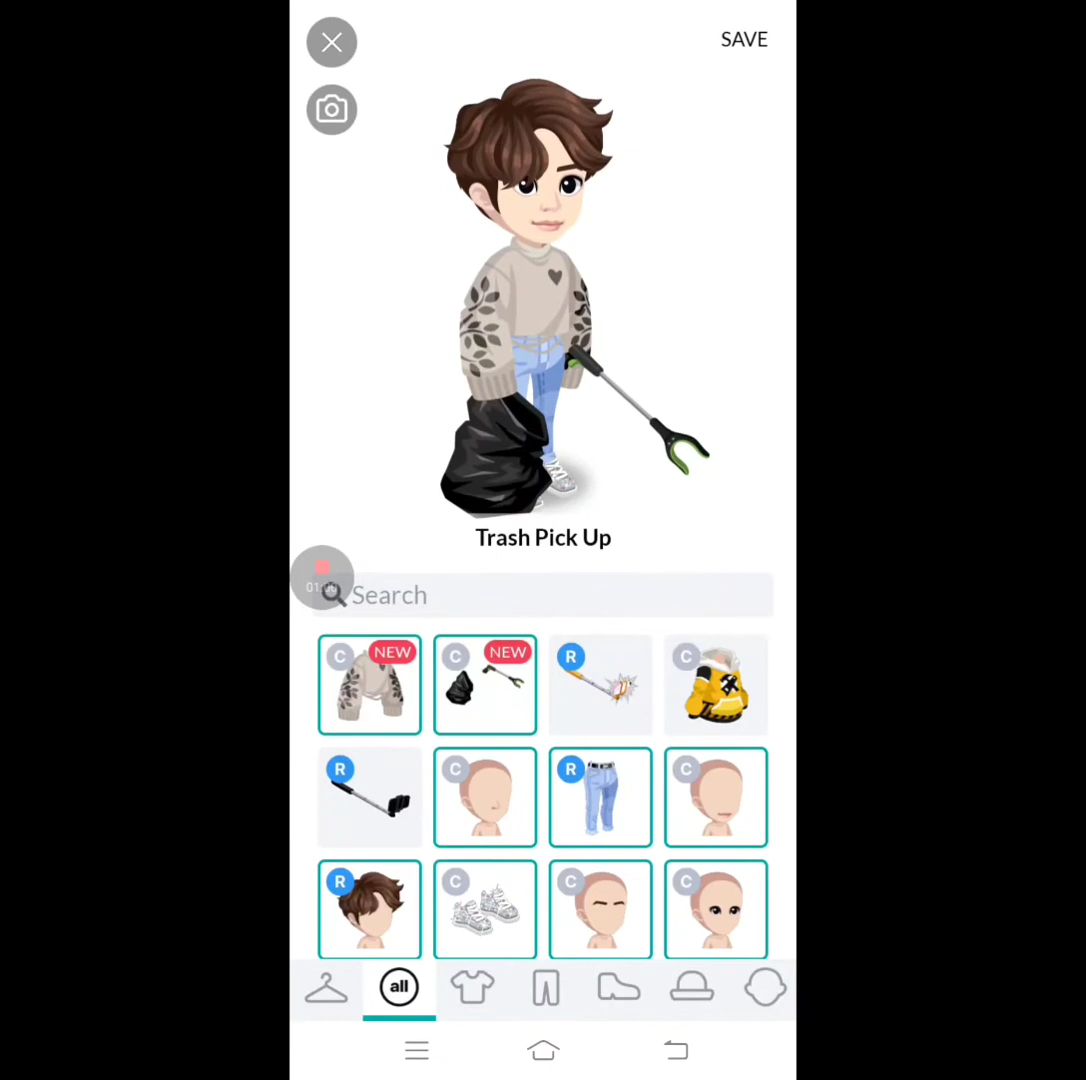 SAVE
Trash Pick Up
Search
C NEW C NEW R C
R C R C
R C C C
all